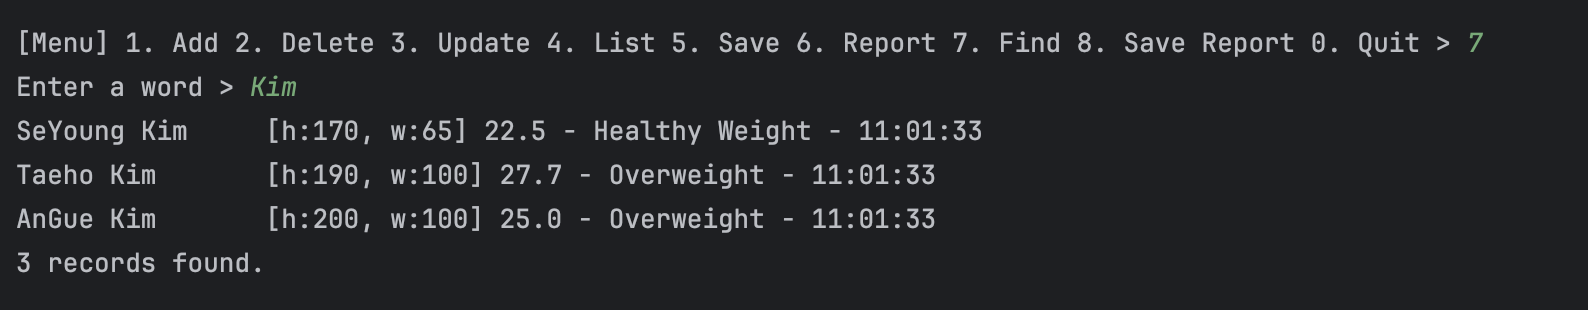 [Menu] 1. Add 2. Delete 3. Update 4. List 5. Save 6. Report 7. Find 8. Save Report 0. Quit > 7
Enter a word > Kim
SeYoung Kim     [h:170, w:65] 22.5 - Healthy Weight - 11:01:33
Taeho Kim       [h:190, w:100] 27.7 - Overweight - 11:01:33
AnGue Kim       [h:200, w:100] 25.0 - Overweight - 11:01:33
3 records found.